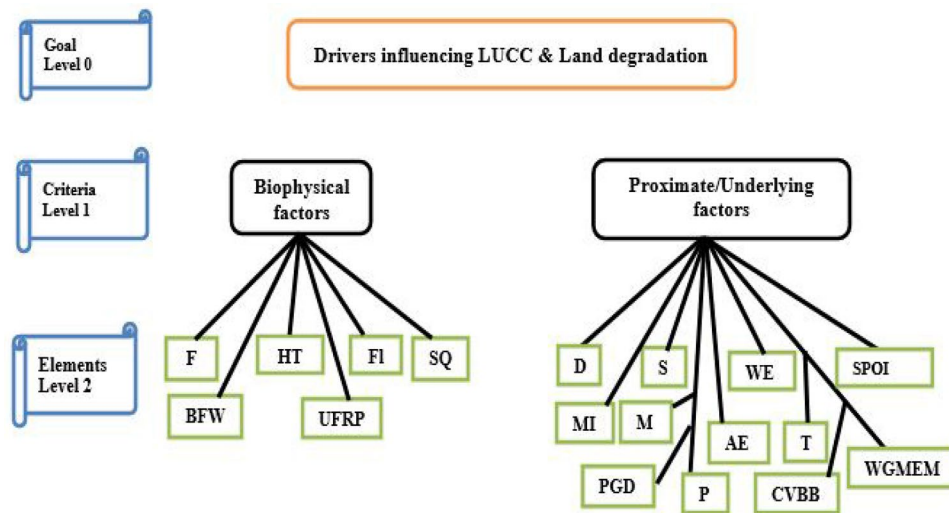 Goal
Level 0
Drivers influencing LUCC & Land degradation
Criteria
Level 1
Biophysical
factors
Proximate/Underlying
factors
Elements
Level 2
F
HT
Fl
SQ
BFW
UFRP
D
S
WE
SPOI
MI
M
AE
T
WGMEM
PGD
P
CVBB